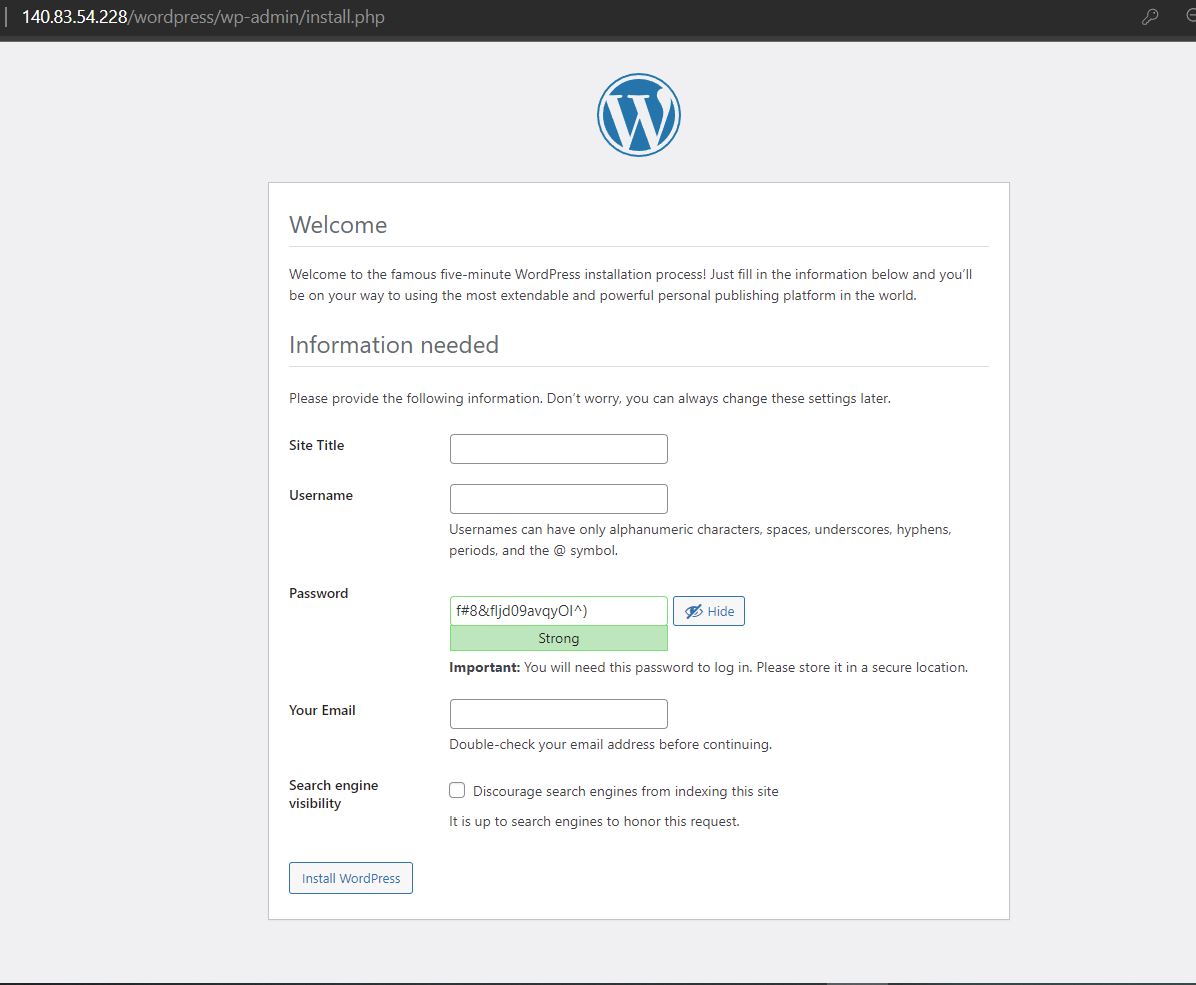 140.83.54.228/wordpress/wp-admin/install.php
W
Welcome
Welcome to the famous five-minute WordPress installation process! Just fill in the information below and you’ll
be on your way to using the most extendable and powerful personal publishing platform in the world.
Information needed
Please provide the following information. Don’t worry, you can always change these settings later.
Site Title
Username
Usernames can have only alphanumeric characters, spaces, underscores, hyphens,
periods, and the @ symbol.
Password
f#8&fljd09avqyOI^)
Hide
Strong
Important: You will need this password to log in. Please store it in a secure location.
Your Email
Double-check your email address before continuing.
Search engine
visibility
Discourage search engines from indexing this site
It is up to search engines to honor this request.
Install WordPress